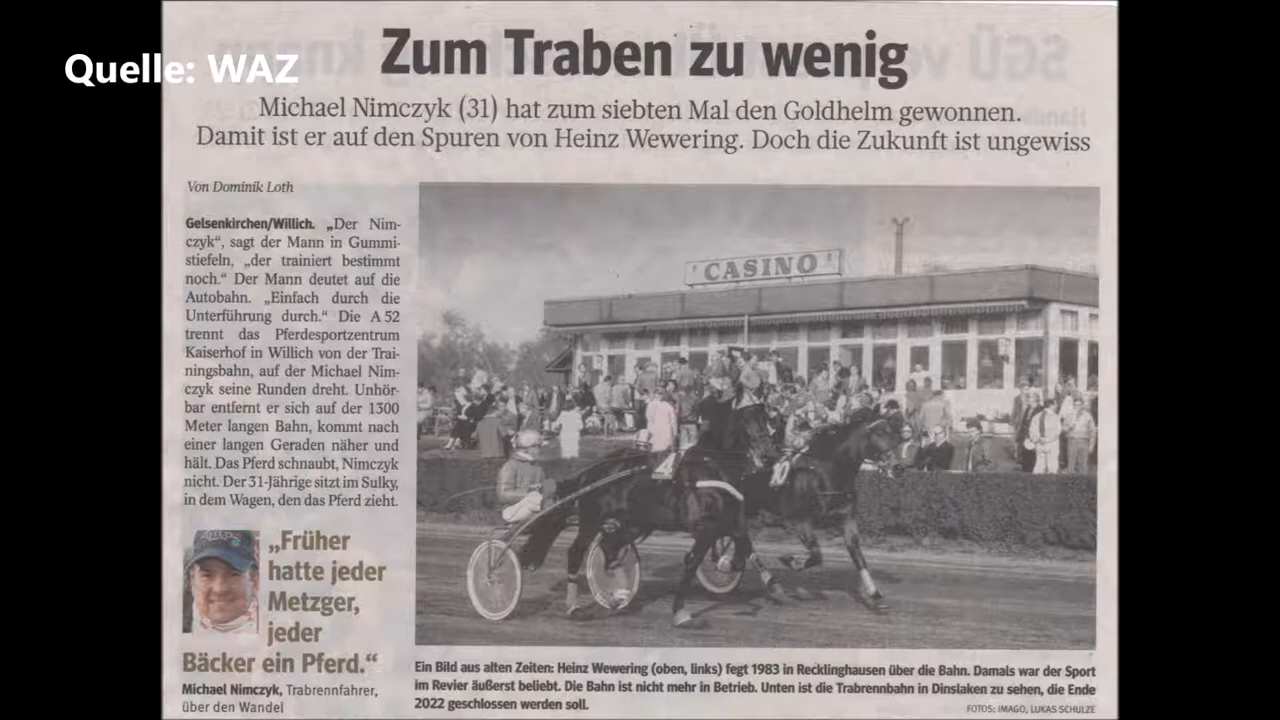 Quelle: WAZ
Zum Traben zu wenig
Michael Nimczyk (31) hat zum siebten Mal den Goldhelm gewonnen.
Damit ist er auf den Spuren von Heinz Wewering. Doch die Zukunft ist ungewiss
Von Dominik Loth
Gelsenkirchen/Willich. „Der Nim-
czyk“, sagt der Mann in Gummi-
stiefeln, „der trainiert bestimmt
noch.“ Der Mann deutet auf die
Autobahn. „Einfach durch die
Unterführung durch.“ Die A 52
trennt das Pferdesportzentrum
Kaiserhof in Willich von der Trai-
ningsbahn, auf der Michael Nim-
czyk seine Runden dreht. Unhör-
bar entfernt er sich auf der 1300
Meter langen Bahn, kommt nach
einer langen Geraden näher und
hält. Das Pferd schnaubt, Nimczyk
nicht. Der 31-Jährige sitzt im Sulky,
in dem Wagen, den das Pferd zieht.
„Früher
hatte jeder
Metzger,
jeder
Bäcker ein Pferd.“
Michael Nimczyk, Trabrennfahrer,
über den Wandel
CASINO
Ein Bild aus alten Zeiten: Heinz Wewering (oben, links) fegt 1983 in Recklinghausen über die Bahn. Damals war der Sport
im Revier äußerst beliebt. Die Bahn ist nicht mehr in Betrieb. Unten ist die Trabrennbahn in Dinslaken zu sehen, die Ende
2022 geschlossen werden soll.
FOTOS: IMAGO, LUKAS SCHULZE